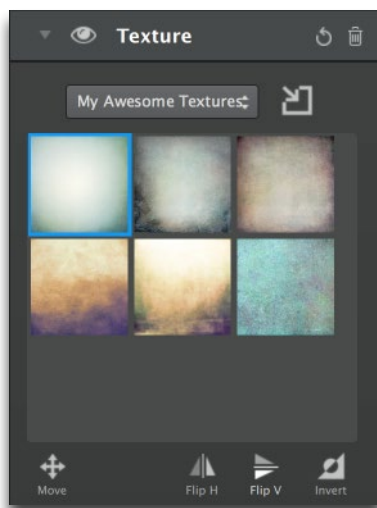 Texture
My Awesome Textures
Move
Flip H
Flip V
Invert